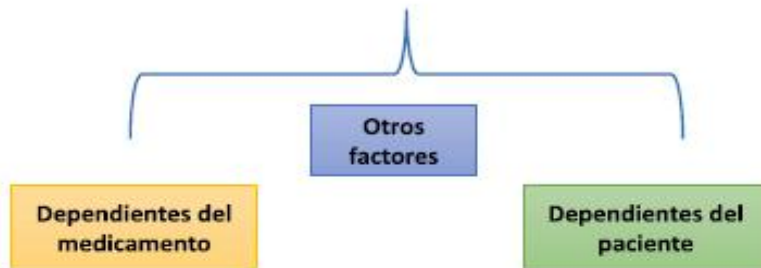 Otros
factores
Dependientes del
medicamento
Dependientes del
paciente